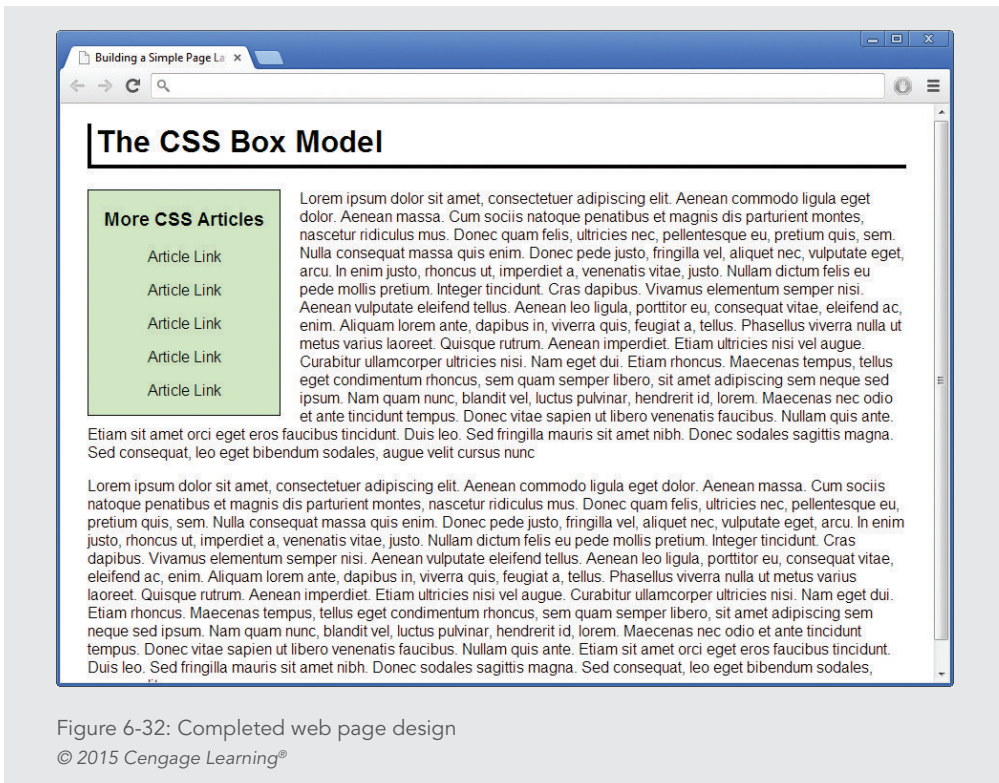 Building a Simple Page La
The CSS Box Model
More CSS Articles
Article Link
Article Link
Article Link
Article Link
Article Link
Lorem ipsum dolor sit amet, consectetuer adipiscing elit. Aenean commodo ligula eget
dolor. Aenean massa. Cum sociis natoque penatibus et magnis dis parturient montes,
nascetur ridiculus mus. Donec quam felis, ultricies nec, pellentesque eu, pretium quis, sem.
Nulla consequat massa quis enim. Donec pede justo, fringilla vel, aliquet nec, vulputate eget,
arcu. In enim justo, rhoncus ut, imperdiet a, venenatis vitae, justo. Nullam dictum felis eu
pede mollis pretium. Integer tincidunt. Cras dapibus. Vivamus elementum semper nisi.
Aenean vulputate eleifend tellus. Aenean leo ligula, porttitor eu, consequat vitae, eleifend ac,
enim. Aliquam lorem ante, dapibus in, viverra quis, feugiat a, tellus. Phasellus viverra nulla ut
metus varius laoreet. Quisque rutrum. Aenean imperdiet. Etiam ultricies nisi vel augue.
Curabitur ullamcorper ultricies nisi. Nam eget dui. Etiam rhoncus. Maecenas tempus, tellus
eget condimentum rhoncus, sem quam semper libero, sit amet adipiscing sem neque sed
ipsum. Nam quam nunc, blandit vel, luctus pulvinar, hendrerit id, lorem. Maecenas nec odio
et ante tincidunt tempus. Donec vitae sapien ut libero venenatis faucibus. Nullam quis ante.
Etiam sit amet orci eget eros faucibus tincidunt. Duis leo. Sed fringilla mauris sit amet nibh. Donec sodales sagittis magna.
Sed consequat, leo eget bibendum sodales, augue velit cursus nunc
Lorem ipsum dolor sit amet, consectetuer adipiscing elit. Aenean commodo ligula eget dolor. Aenean massa. Cum sociis
natoque penatibus et magnis dis parturient montes, nascetur ridiculus mus. Donec quam felis, ultricies nec, pellentesque eu,
pretium quis, sem. Nulla consequat massa quis enim. Donec pede justo, fringilla vel, aliquet nec, vulputate eget, arcu. In enim
justo, rhoncus ut, imperdiet a, venenatis vitae, justo. Nullam dictum felis eu pede mollis pretium. Integer tincidunt. Cras
dapibus. Vivamus elementum semper nisi. Aenean vulputate eleifend tellus. Aenean leo ligula, porttitor eu, consequat vitae,
eleifend ac, enim. Aliquam lorem ante, dapibus in, viverra quis, feugiat a, tellus. Phasellus viverra nulla ut metus varius
laoreet. Quisque rutrum. Aenean imperdiet. Etiam ultricies nisi vel augue. Curabitur ullamcorper ultricies nisi. Nam eget dui.
Etiam rhoncus. Maecenas tempus, tellus eget condimentum rhoncus, sem quam semper libero, sit amet adipiscing sem
neque sed ipsum. Nam quam nunc, blandit vel, luctus pulvinar, hendrerit id, lorem. Maecenas nec odio et ante tincidunt
tempus. Donec vitae sapien ut libero venenatis faucibus. Nullam quis ante. Etiam sit amet orci eget eros faucibus tincidunt.
Duis leo. Sed fringilla mauris sit amet nibh. Donec sodales sagittis magna. Sed consequat, leo eget bibendum sodales,
Figure 6-32: Completed web page design
© 2015 Cengage Learning®